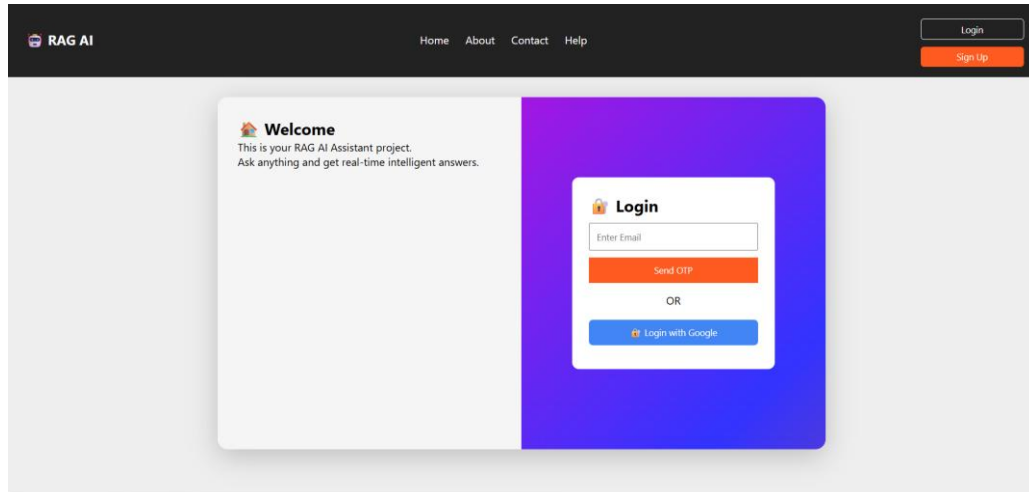 RAG AI
Home About Contact Help
Login
Sign Up
Welcome
This is your RAG AI Assistant project.
Ask anything and get real-time intelligent answers.
Login
Enter Email
Send OTP
OR
Login with Google